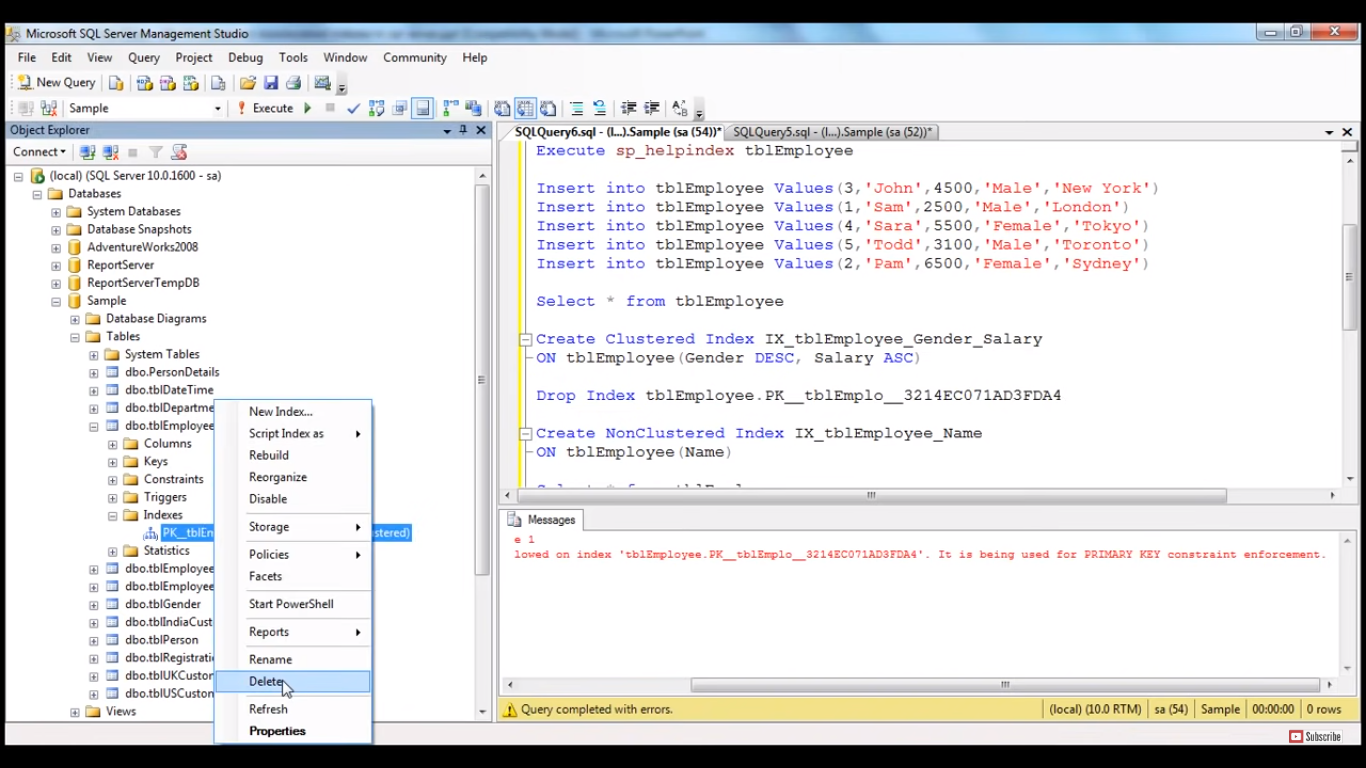 Microsoft SQL Server Management Studio
File Edit View Query Project Debug Tools Window Community Help
New Query
Sample Execute
Object Explorer
Connect
(local) (SQL Server 10.0.1600 - sa)
Databases
System Databases
Database Snapshots
AdventureWorks2008
ReportServer
ReportServerTempDB
Sample
Database Diagrams
Tables
System Tables
dbo.PersonDetails
dbo.tblDateTime
dbo.tblDepartme
dbo.tblEmployee
Columns
Keys
Constraints
Triggers
Indexes
PK__tblEn stered)
Statistics
dbo.tblEmployee
dbo.tblEmployee
dbo.tblGender
dbo.tblIndiaCust
dbo.tblPerson
dbo.tblRegistrati
dbo.tblUKCustom
dbo.tblUSCustom
Views
New Index...
Script Index as
Rebuild
Reorganize
Disable
Storage
Policies
Facets
Start PowerShell
Reports
Rename
Delete
Refresh
Properties
SQLQuery6.sql - (l...).Sample (sa (54))* SQLQuery5.sql - (l...).Sample (sa (52))*
Execute sp_helpindex tblEmployee
Insert into tblEmployee Values(3,'John',4500,'Male','New York')
Insert into tblEmployee Values(1,'Sam',2500,'Male','London')
Insert into tblEmployee Values(4,'Sara',5500,'Female','Tokyo')
Insert into tblEmployee Values(5,'Todd',3100,'Male','Toronto')
Insert into tblEmployee Values(2,'Pam',6500,'Female','Sydney')
Select * from tblEmployee
Create Clustered Index IX_tblEmployee_Gender_Salary
ON tblEmployee(Gender DESC, Salary ASC)
Drop Index tblEmployee.PK__tblEmplo__3214EC071AD3FDA4
Create NonClustered Index IX_tblEmployee_Name
ON tblEmployee(Name)
Messages
e 1
lowed on index 'tblEmployee.PK__tblEmplo__3214EC071AD3FDA4'. It is being used for PRIMARY KEY constraint enforcement.
Query completed with errors. (local) (10.0 RTM) sa (54) Sample 00:00:00 0 rows
Subscribe